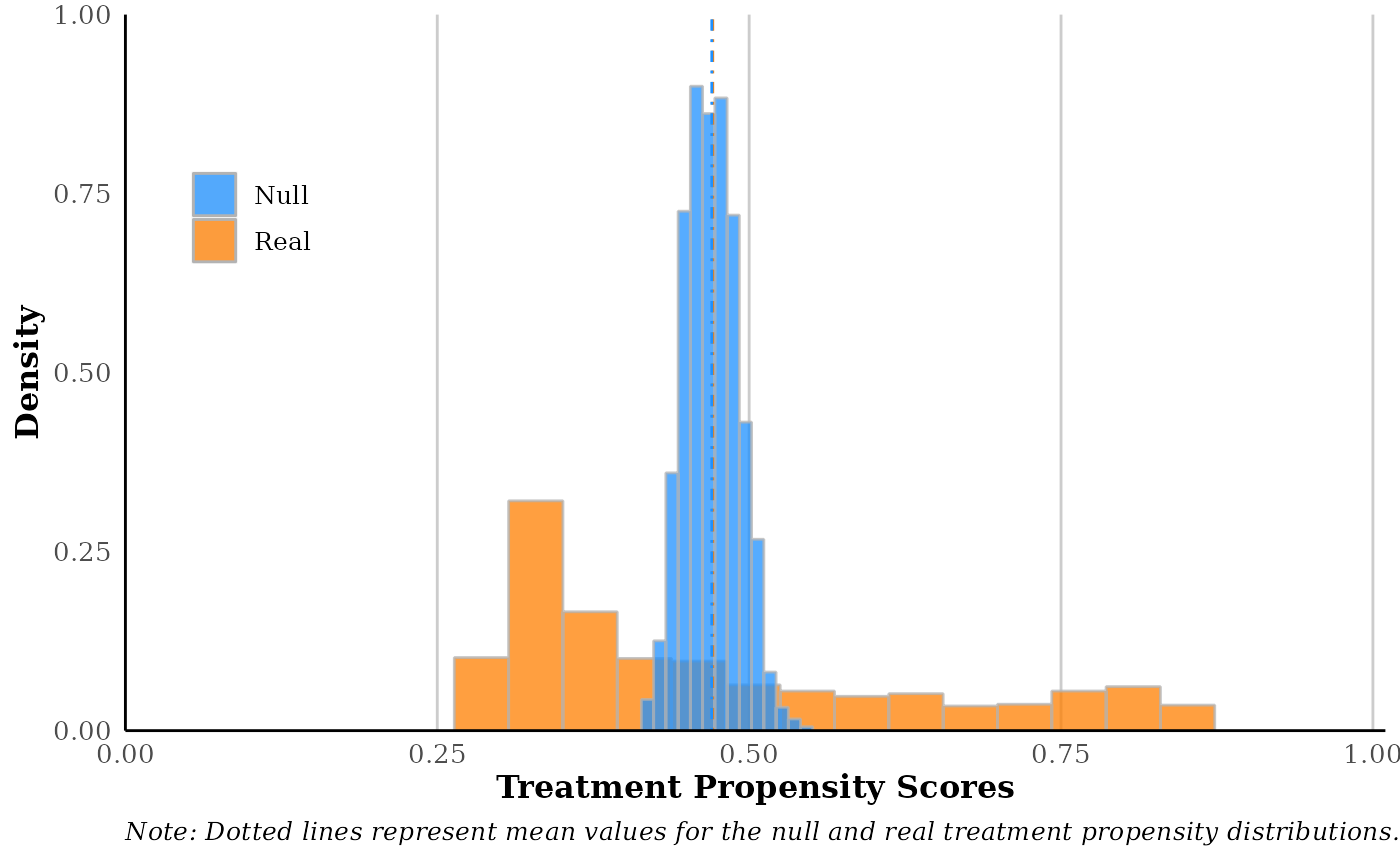 1.00
0.75
0.50
0.25
0.00
Density
Null
Real
0.00 0.25 0.50 0.75 1.00
Treatment Propensity Scores
Note: Dotted lines represent mean values for the null and real treatment propensity distributions.